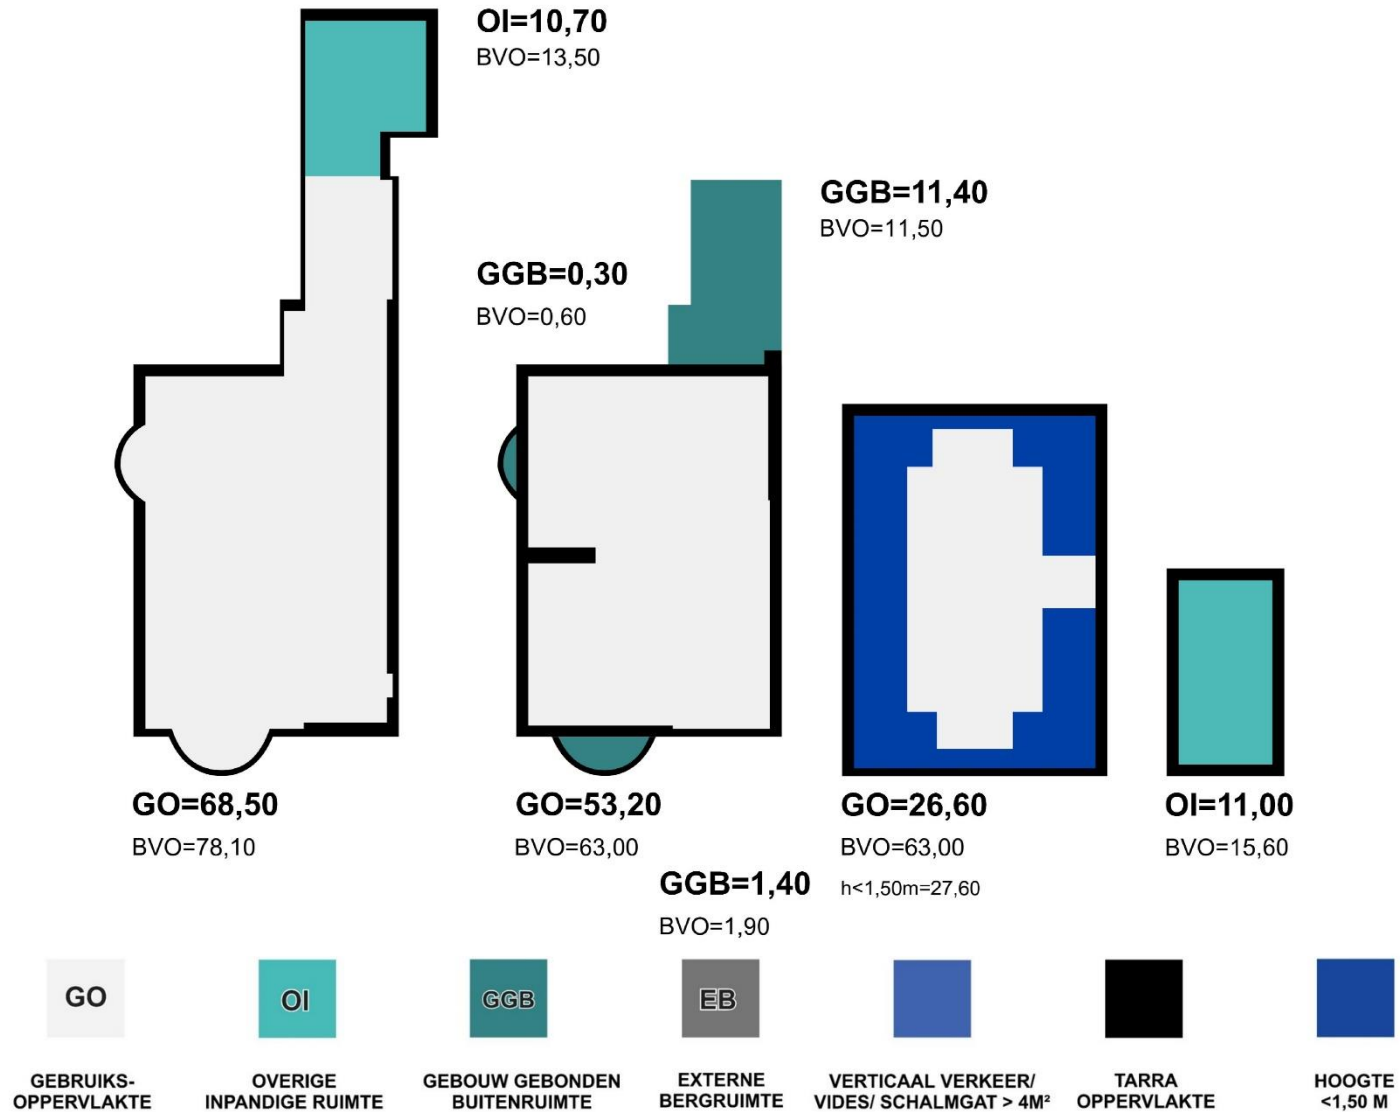 OI=10,70
BVO=13,50
GGB=11,40
BVO=11,50
GGB=0,30
BVO=0,60
GO=68,50
BVO=78,10
GO=53,20
BVO=63,00
GGB=1,40
BVO=1,90
GO=26,60
BVO=63,00
h<1,50m=27,60
OI=11,00
BVO=15,60
GO
GEBRUIKS-
OPPERVLAKTE
OI
OVERIGE
INPANDIGE RUIMTE
GGB
GEBOUW GEBONDEN
BUITENRUIMTE
EB
EXTERNE
BERGRUIMTE
VERTICAAL VERKEER/
VIDES/ SCHALMGAT > 4M²
TARRA
OPPERVLAKTE
HOOGTE
<1,50 M